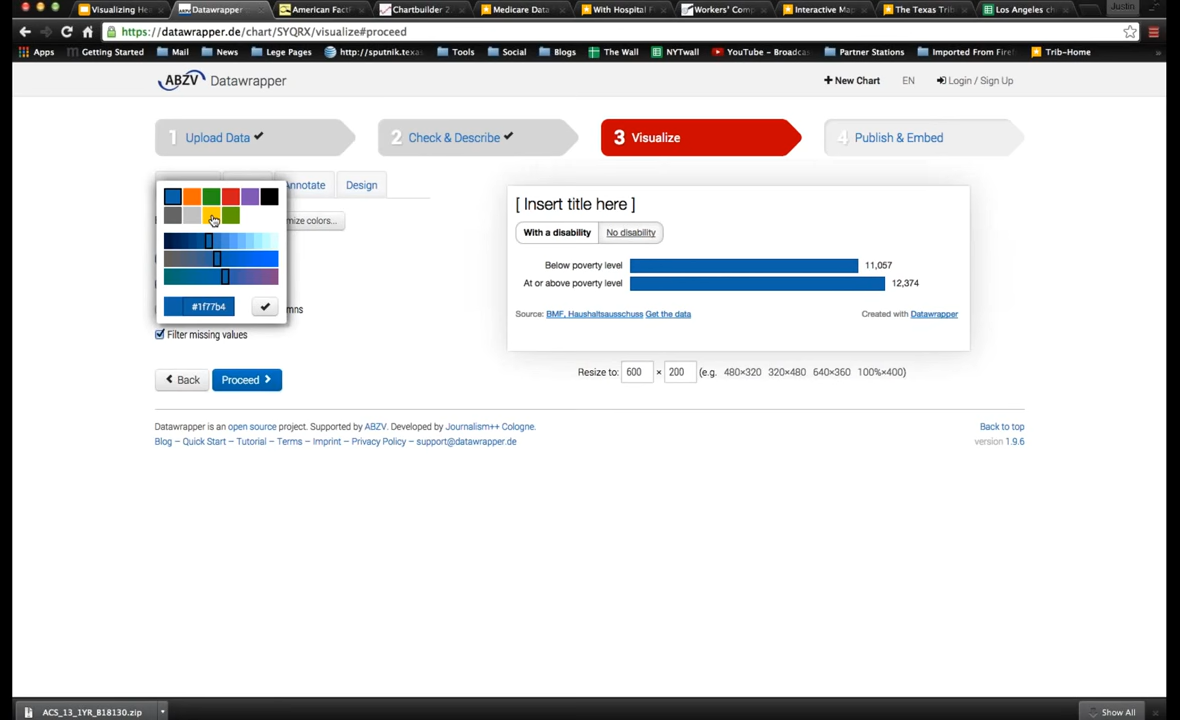 Visualizing Hea
Datawrapper
American FactF
Chartbuilder 2
Medicare Data
With Hospital F
Workers' Comp
Interactive Map
The Texas Trib
Los Angeles ch
Justin
https://datawrapper.de/chart/SYQRX/visualize#proceed
Apps
Getting Started
Mail
News
Lege Pages
http://sputnik.texas
Tools
Social
Blogs
The Wall
NYTwall
YouTube - Broadcas
Partner Stations
Imported From Firef
Trib-Home
»
ABZV Datawrapper
+ New Chart
EN
Login / Sign Up
1 Upload Data ✔
2 Check & Describe ✔
3 Visualize
4 Publish & Embed
Annotate
Design
mize colors...
#1f77b4
mns
Filter missing values
Back
Proceed
[ Insert title here ]
With a disability
No disability
Below poverty level 11,057
At or above poverty level 12,374
Source: BMF, Haushaltsausschuss Get the data
Created with Datawrapper
Resize to: 600 × 200 (e.g. 480×320 320×480 640×360 100%×400)
Datawrapper is an open source project. Supported by ABZV. Developed by Journalism++ Cologne.
Back to top
Blog – Quick Start – Tutorial – Terms – Imprint – Privacy Policy – support@datawrapper.de
version 1.9.6
ACS_13_1YR_B18130.zip
Show All